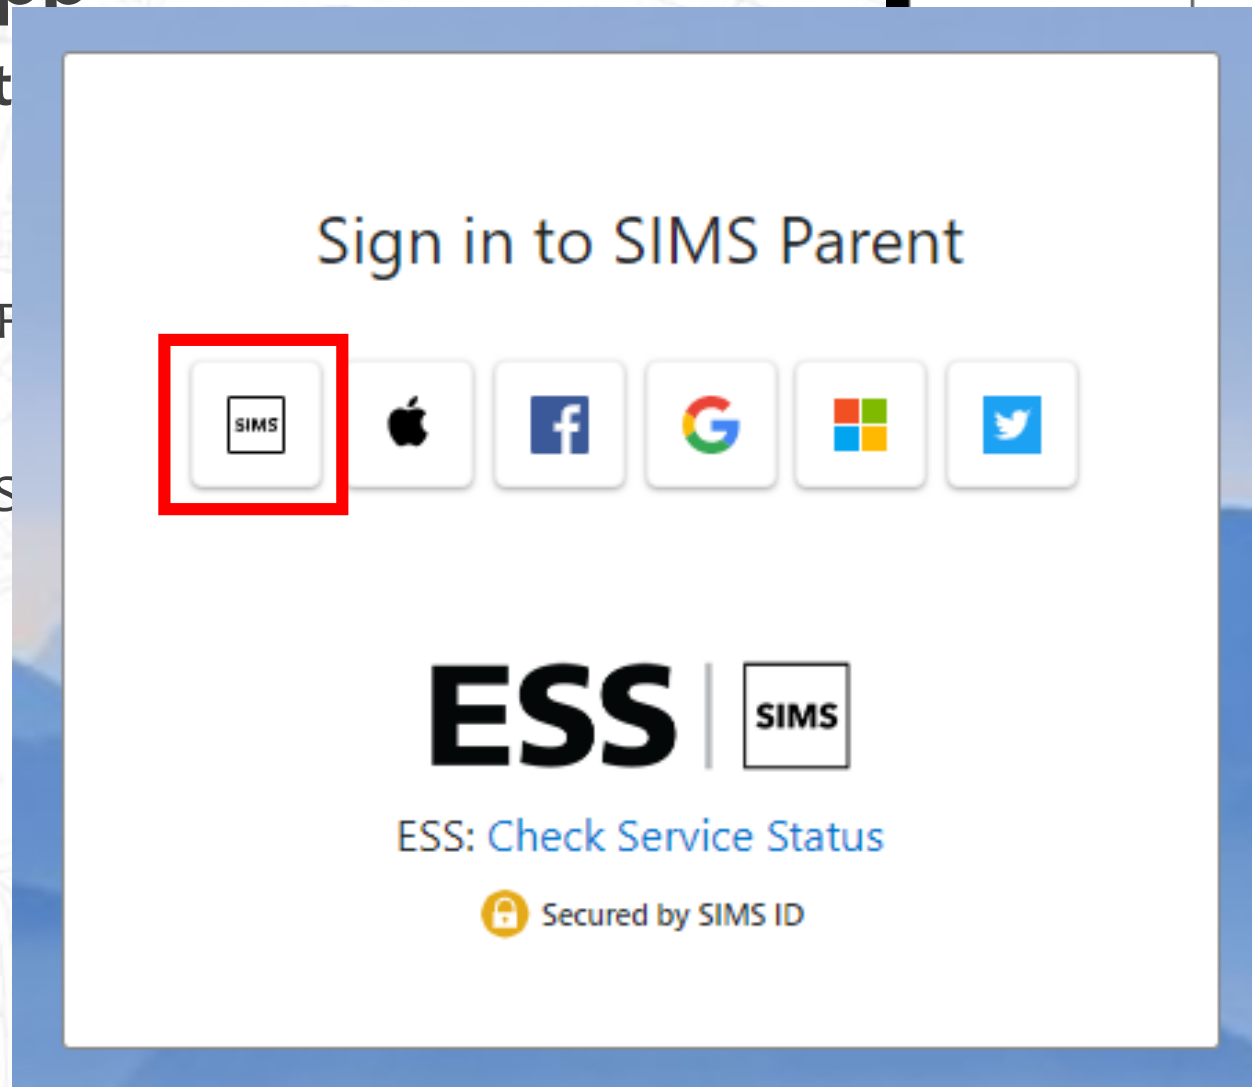 Sign in to SIMS Parent
SIMS
ESS | SIMS
ESS: Check Service Status
Secured by SIMS ID